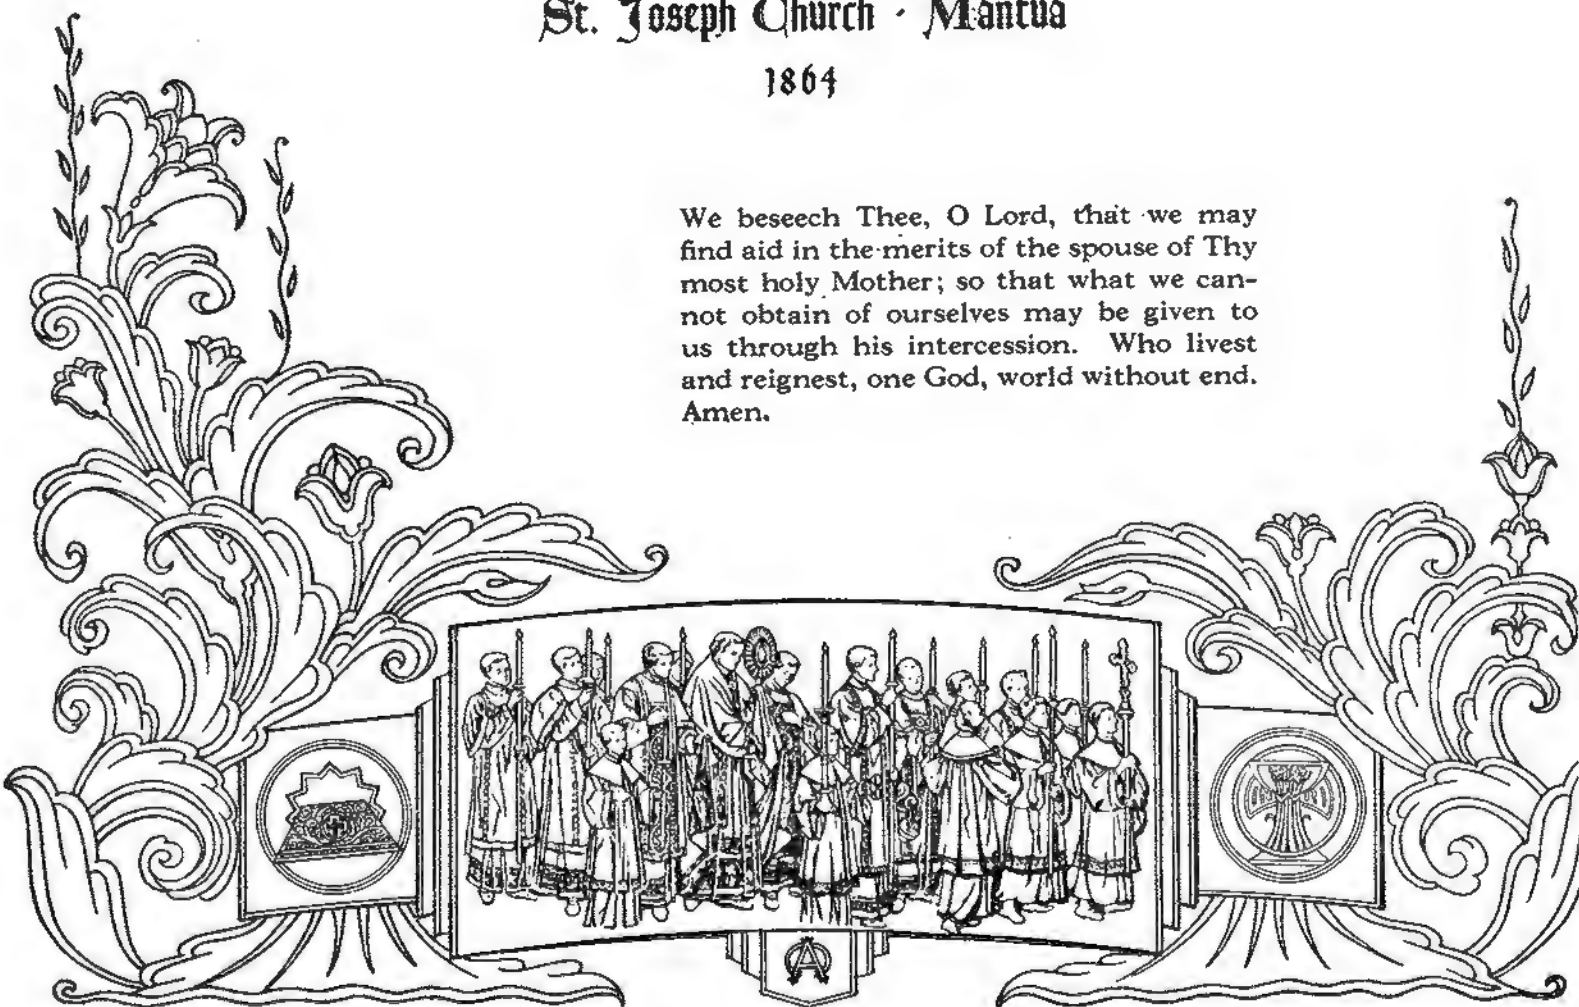 St. Joseph Church · Mantua
1864
We beseech Thee, O Lord, that we may
find aid in the merits of the spouse of Thy
most holy Mother; so that what we can-
not obtain of ourselves may be given to
us through his intercession. Who livest
and reignest, one God, world without end.
Amen.